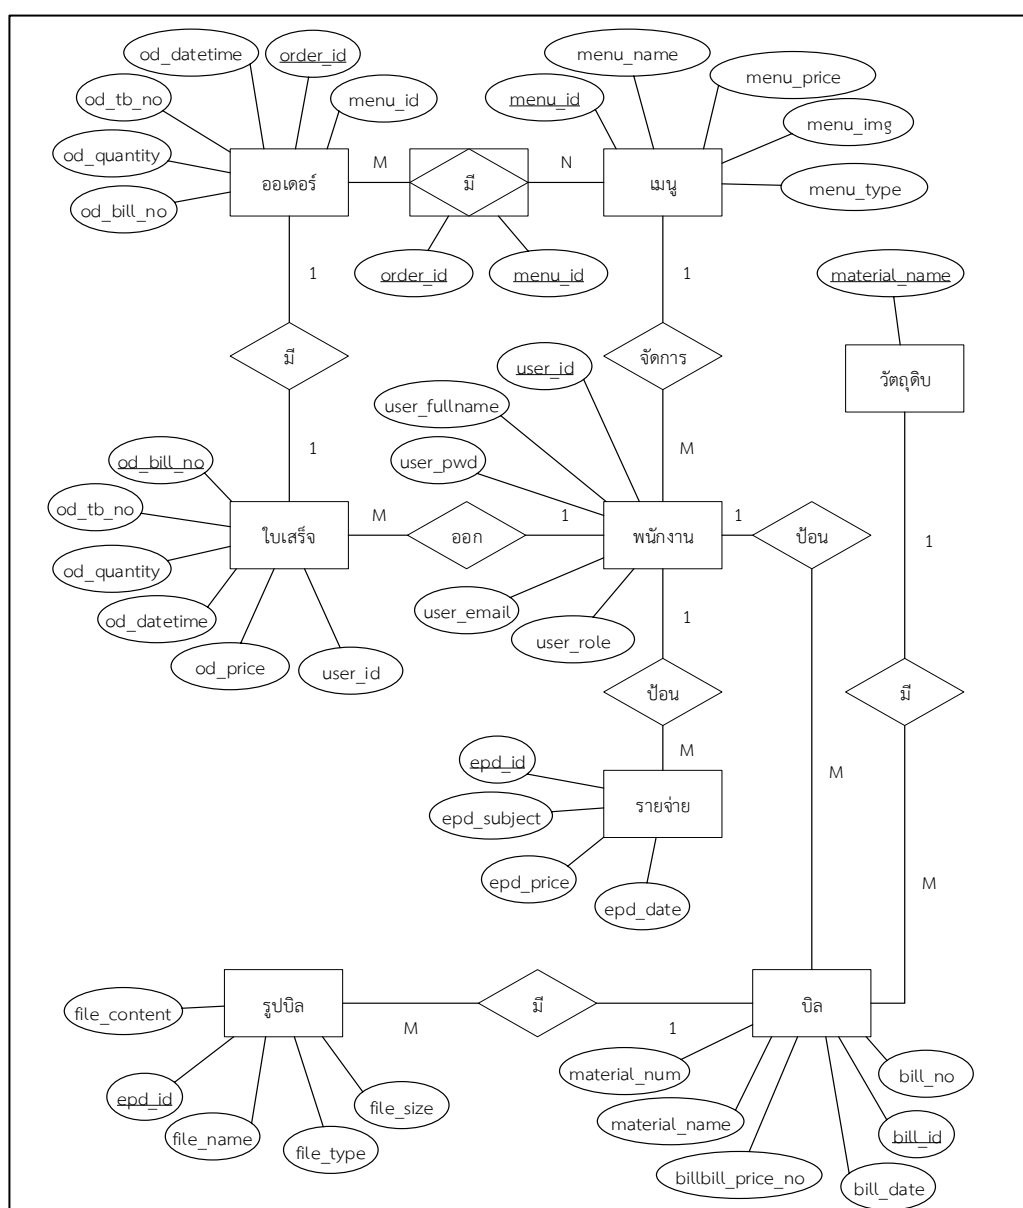 od_datetime
order_id
menu_id
od_tb_no
od_quantity
od_bill_no
ออเดอร์
M
มี
N
order_id
menu_id
menu_name
menu_id
menu_price
menu_img
menu_type
เมนู
1
มี
1
1
จัดการ
M
material_name
วัตถุดิบ
1
มี
M
user_id
user_fullname
user_pwd
user_email
user_role
พนักงาน
od_bill_no
od_tb_no
od_quantity
od_datetime
od_price
user_id
ใบเสร็จ
M
ออก
1
1
ป้อน
M
1
ป้อน
M
epd_id
epd_subject
epd_price
epd_date
รายจ่าย
รูปบิล
M
มี
1
บิล
file_content
epd_id
file_name
file_type
file_size
material_num
material_name
billbill_price_no
bill_date
bill_id
bill_no